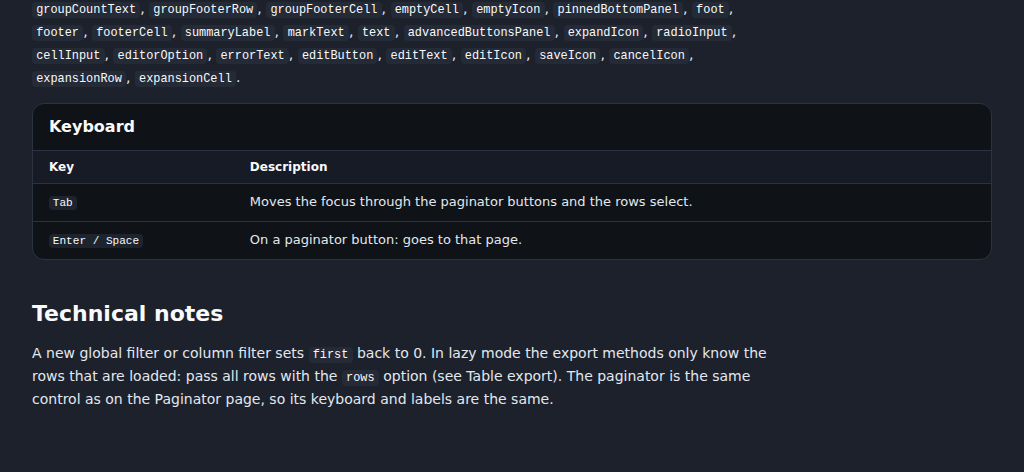 groupCountText, groupFooterRow, groupFooterCell, emptyCell, emptyIcon, pinnedBottomPanel, foot,
footer, footerCell, summaryLabel, markText, text, advancedButtonsPanel, expandIcon, radioInput,
cellInput, editorOption, errorText, editButton, editText, editIcon, saveIcon, cancelIcon,
expansionRow, expansionCell.
Keyboard
Key Description
Tab Moves the focus through the paginator buttons and the rows select.
Enter / Space On a paginator button: goes to that page.
Technical notes
A new global filter or column filter sets first back to 0. In lazy mode the export methods only know the
rows that are loaded: pass all rows with the rows option (see Table export). The paginator is the same
control as on the Paginator page, so its keyboard and labels are the same.